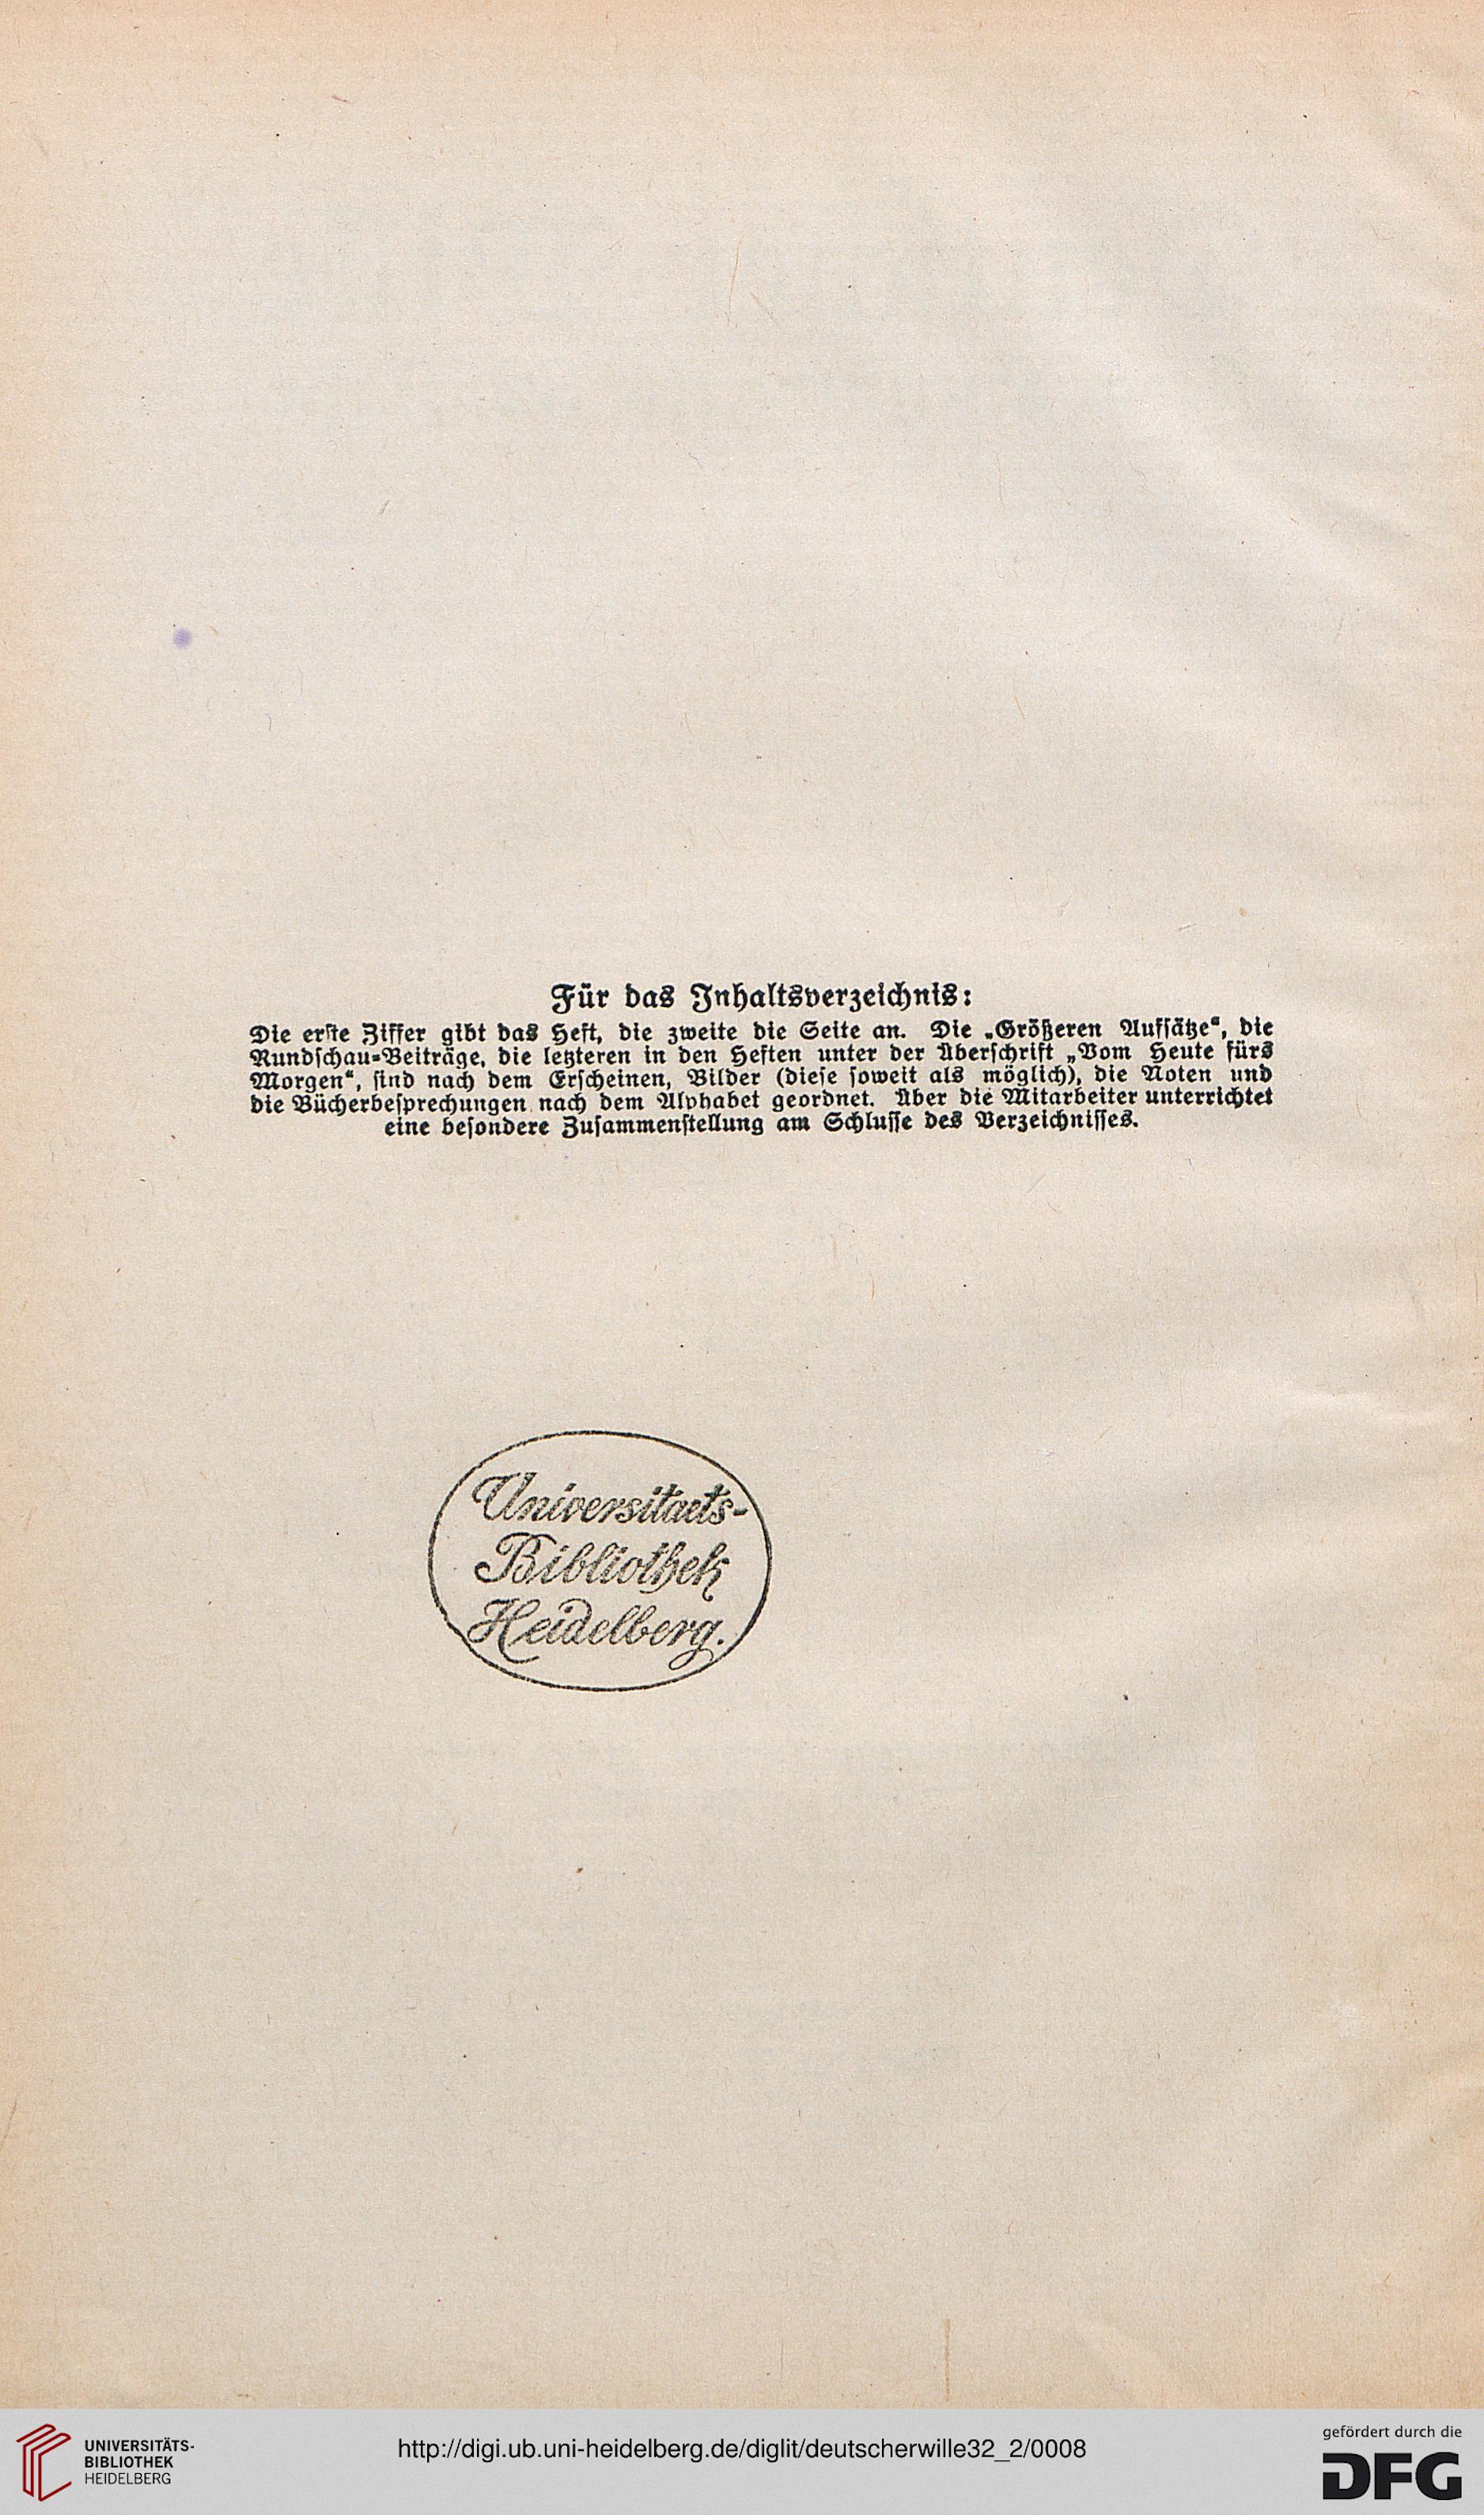 Für das Inhaltsverzeichnis:
Die erste Ziffer gibt das Heft, die zweite die Seite an. Die „Größeren Aufsätze“, die
Rundschau-Beiträge, die letzteren in den Heften unter der Überschrift „Vom Heute fürs
Morgen“, sind nach dem Erscheinen, Bilder (diese soweit als möglich), die Noten und
die Bücherbesprechungen nach dem Alphabet geordnet. Über die Mitarbeiter unterrichtet
eine besondere Zusammenstellung am Schlusse des Verzeichnisses.
Universitaets-
Bibliothek
Heidelberg.
UNIVERSITÄTS-
BIBLIOTHEK
HEIDELBERG
http://digi.ub.uni-heidelberg.de/diglit/deutscherwille32_2/0008
gefördert durch die
DFG